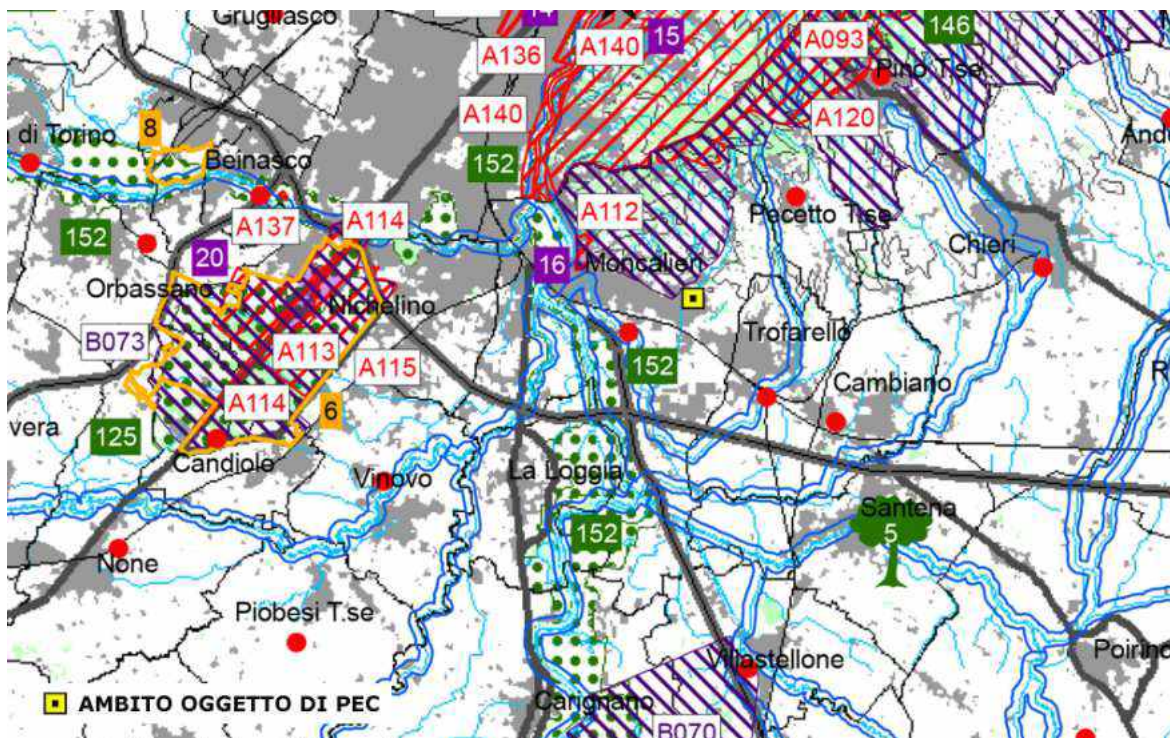 Grugliasco
146
15
A136
A140
A093
Pino T.se
A140
A120
8
a di Torino
Beinasco
152
152
A137
A114
A112
Pecetto T.se
20
16
Moncalieri
Chieri
Orbassano
Nichelino
B073
A113
A115
Trofarello
152
A114
6
Cambiano
vera
125
Candiolo
Vinovo
La Loggia
Santena
152
5
None
Piobesi T.se
Villastellone
Poirino
AMBITO OGGETTO DI PEC
Carignano
B070